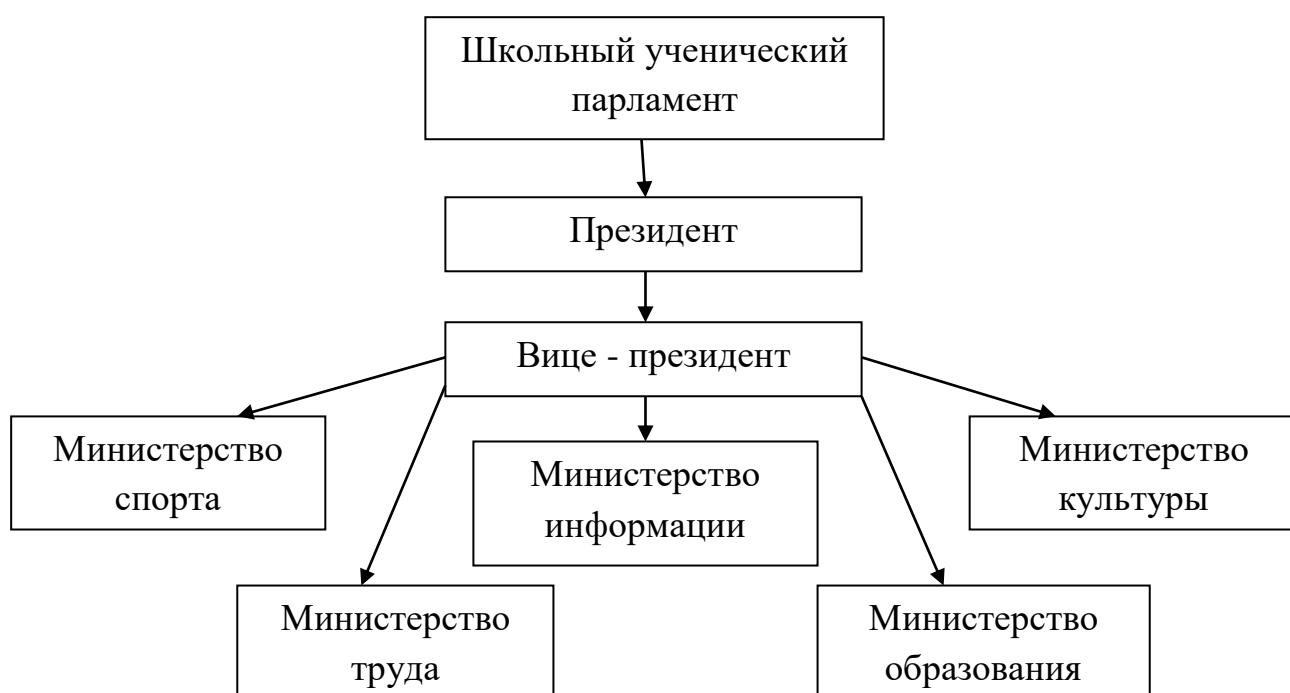 Школьный ученический
парламент
Президент
Вице - президент
Министерство
спорта
Министерство
информации
Министерство
культуры
Министерство
труда
Министерство
образования